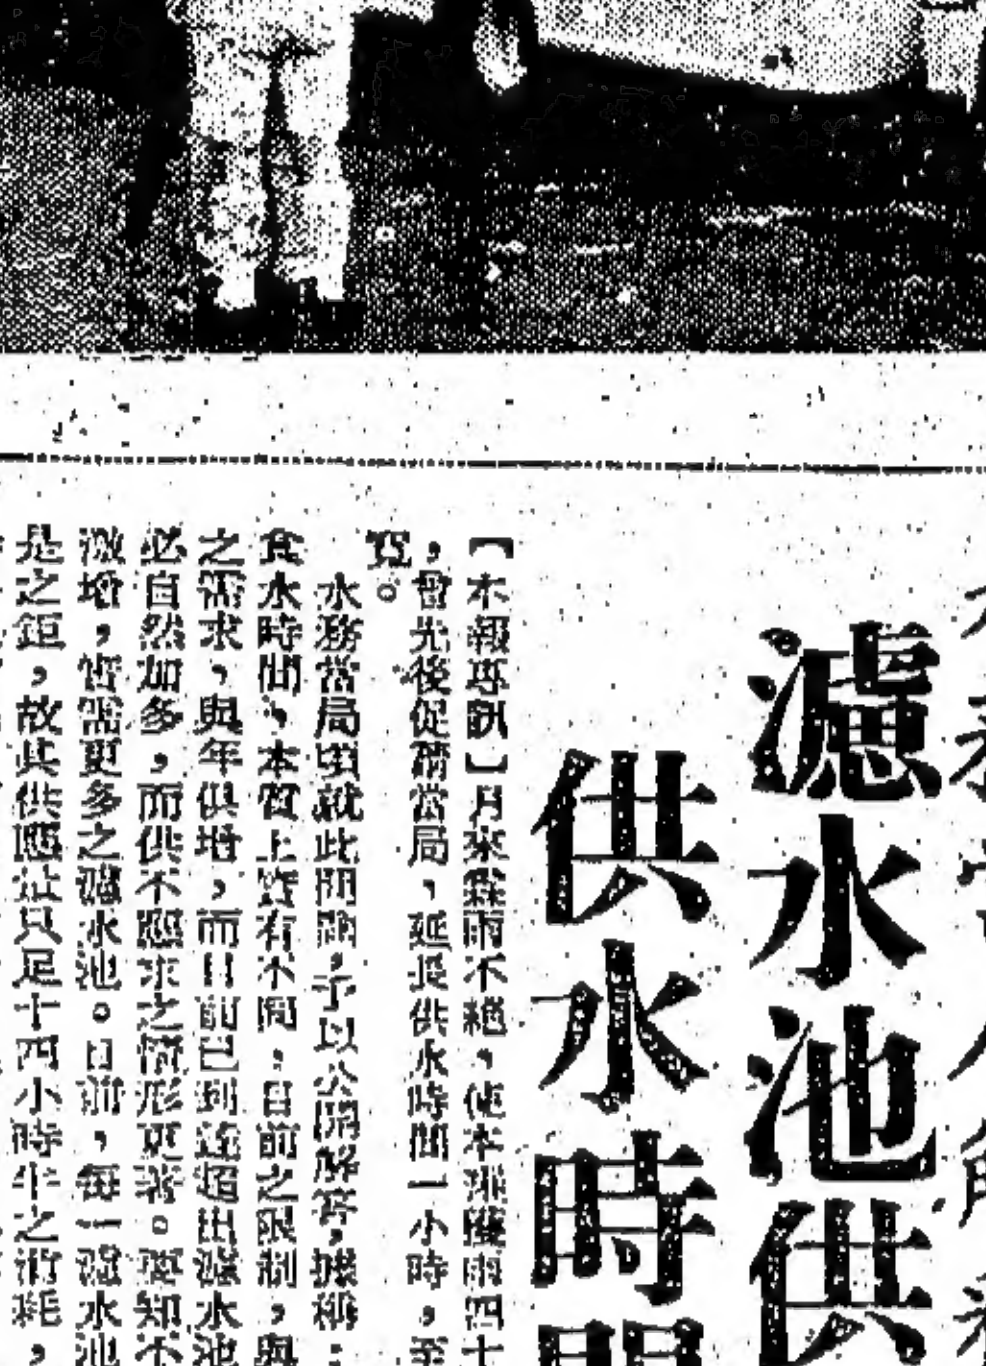 濾水池供
供水時間
【本報專訊】月來霪雨不絕，使本港獲雨四十
，曾先後促請當局，延長供水時間一小時，至
寬。
水務當局頃就此問題，予以公開解答，據稱：
食水時間，本質上實有不同，目前之限制，與
之需求，與年俱增，而目前已到達超出濾水池
必自然加多，而供不應求之情形更著。要知不
激增，皆需更多之濾水池。目前，每一濾水池
是之鉅，故其供應量只足十四小時半之消耗，